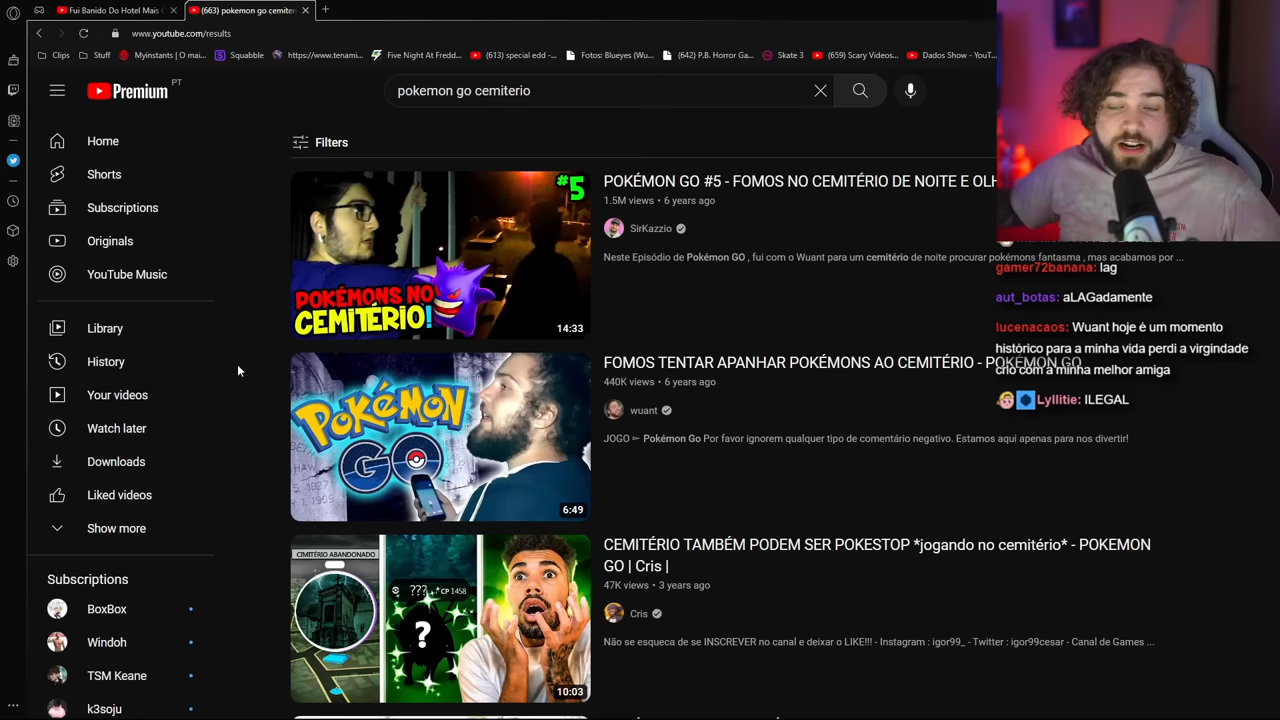 Fui Banido Do Hotel Mais C
(663) pokemon go cemiter
www.youtube.com/results
Clips
Stuff
Myinstants | O mai...
Squabble
https://www.tenami...
Five Night At Fredd...
(613) special edd -...
Fotos: Blueyes (Wu...
(642) P.B. Horror Ga...
Skate 3
(659) Scary Videos...
Dados Show - YouT...
Premium
PT
pokemon go cemiterio
Home
Shorts
Subscriptions
Originals
YouTube Music
Library
History
Your videos
Watch later
Downloads
Liked videos
Show more
Subscriptions
BoxBox
Windoh
TSM Keane
k3soju
Filters
#5
POKÉMONS NO
CEMITÉRIO!
14:33
POKÉMON GO #5 - FOMOS NO CEMITÉRIO DE NOITE E OLH
1.5M views • 6 years ago
SirKazzio
Neste Episódio de Pokémon GO , fui com o Wuant para um cemitério de noite procurar pokémons fantasma , mas acabamos por ...
POKÉMON
GO
6:49
FOMOS TENTAR APANHAR POKÉMONS AO CEMITÉRIO - POKÉMON GO
440K views • 6 years ago
wuant
JOGO ➳ Pokémon Go Por favor ignorem qualquer tipo de comentário negativo. Estamos aqui apenas para nos divertir!
CIMITÉRIO ABANDONADO
??? CP 1458
?
10:03
CEMITÉRIO TAMBÉM PODEM SER POKESTOP *jogando no cemitério* - POKEMON
GO | Cris |
47K views • 3 years ago
Cris
Não se esqueca de se INSCREVER no canal e deixar o LIKE!!! - Instagram : igor99_ - Twitter : igor99cesar - Canal de Games ...
gamer72banana: lag
aut_botas: aLAGadamente
lucenacaos: Wuant hoje é um momento
histórico para a minha vida perdi a virgindade
crlo com a minha melhor amiga
Lyllitie: ILEGAL